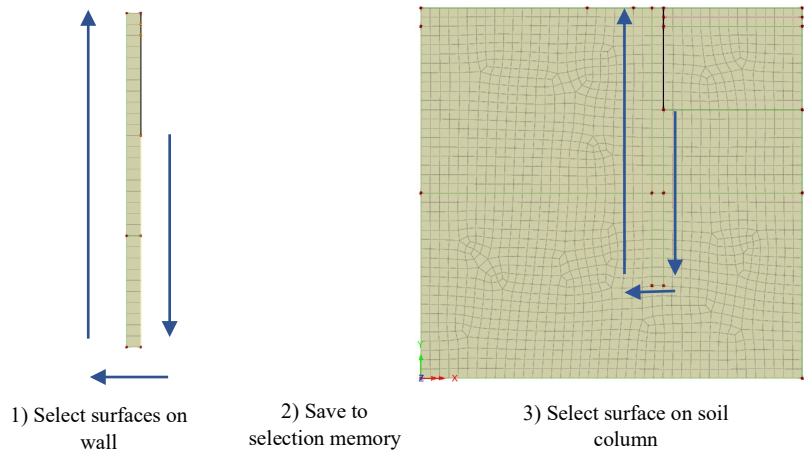 Y
Z
X
1) Select surfaces on
wall
2) Save to
selection memory
3) Select surface on soil
column